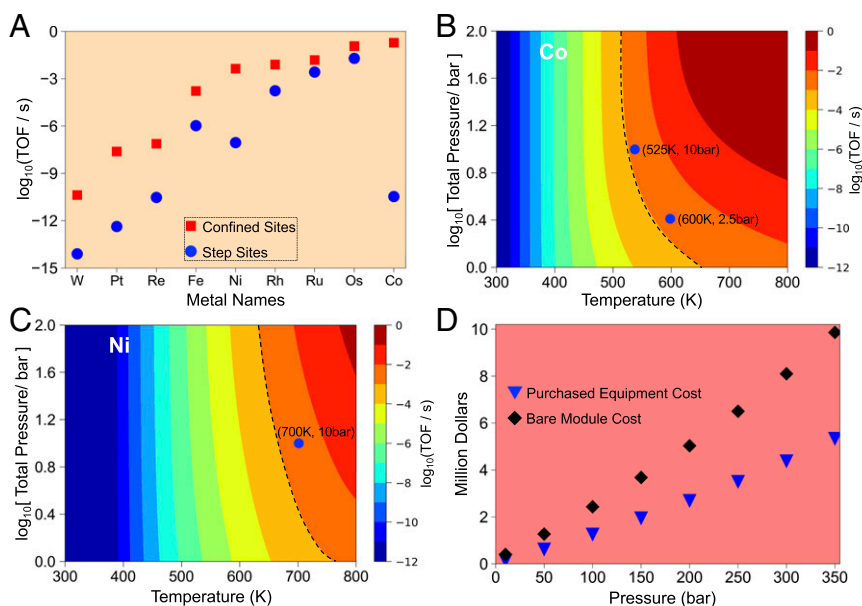 A
0
-3
-6
-9
-12
-15
log10(TOF / s)
Confined Sites
Step Sites
W Pt Re Fe Ni Rh Ru Os Co
Metal Names
B
2.0
1.6
1.2
0.8
0.4
0.0
log10[ Total Pressure/ bar ]
Co
(525K, 10bar)
(600K, 2.5bar)
300 400 500 600 700 800
Temperature (K)
0
-2
-4
-6
-8
-10
-12
log10(TOF / s)
C
2.0
1.6
1.2
0.8
0.4
0.0
log10[ Total Pressure/ bar ]
Ni
(700K, 10bar)
300 400 500 600 700 800
Temperature (K)
0
-2
-4
-6
-8
-10
-12
log10(TOF / s)
D
10
8
6
4
2
0
Million Dollars
Purchased Equipment Cost
Bare Module Cost
0 50 100 150 200 250 300 350
Pressure (bar)